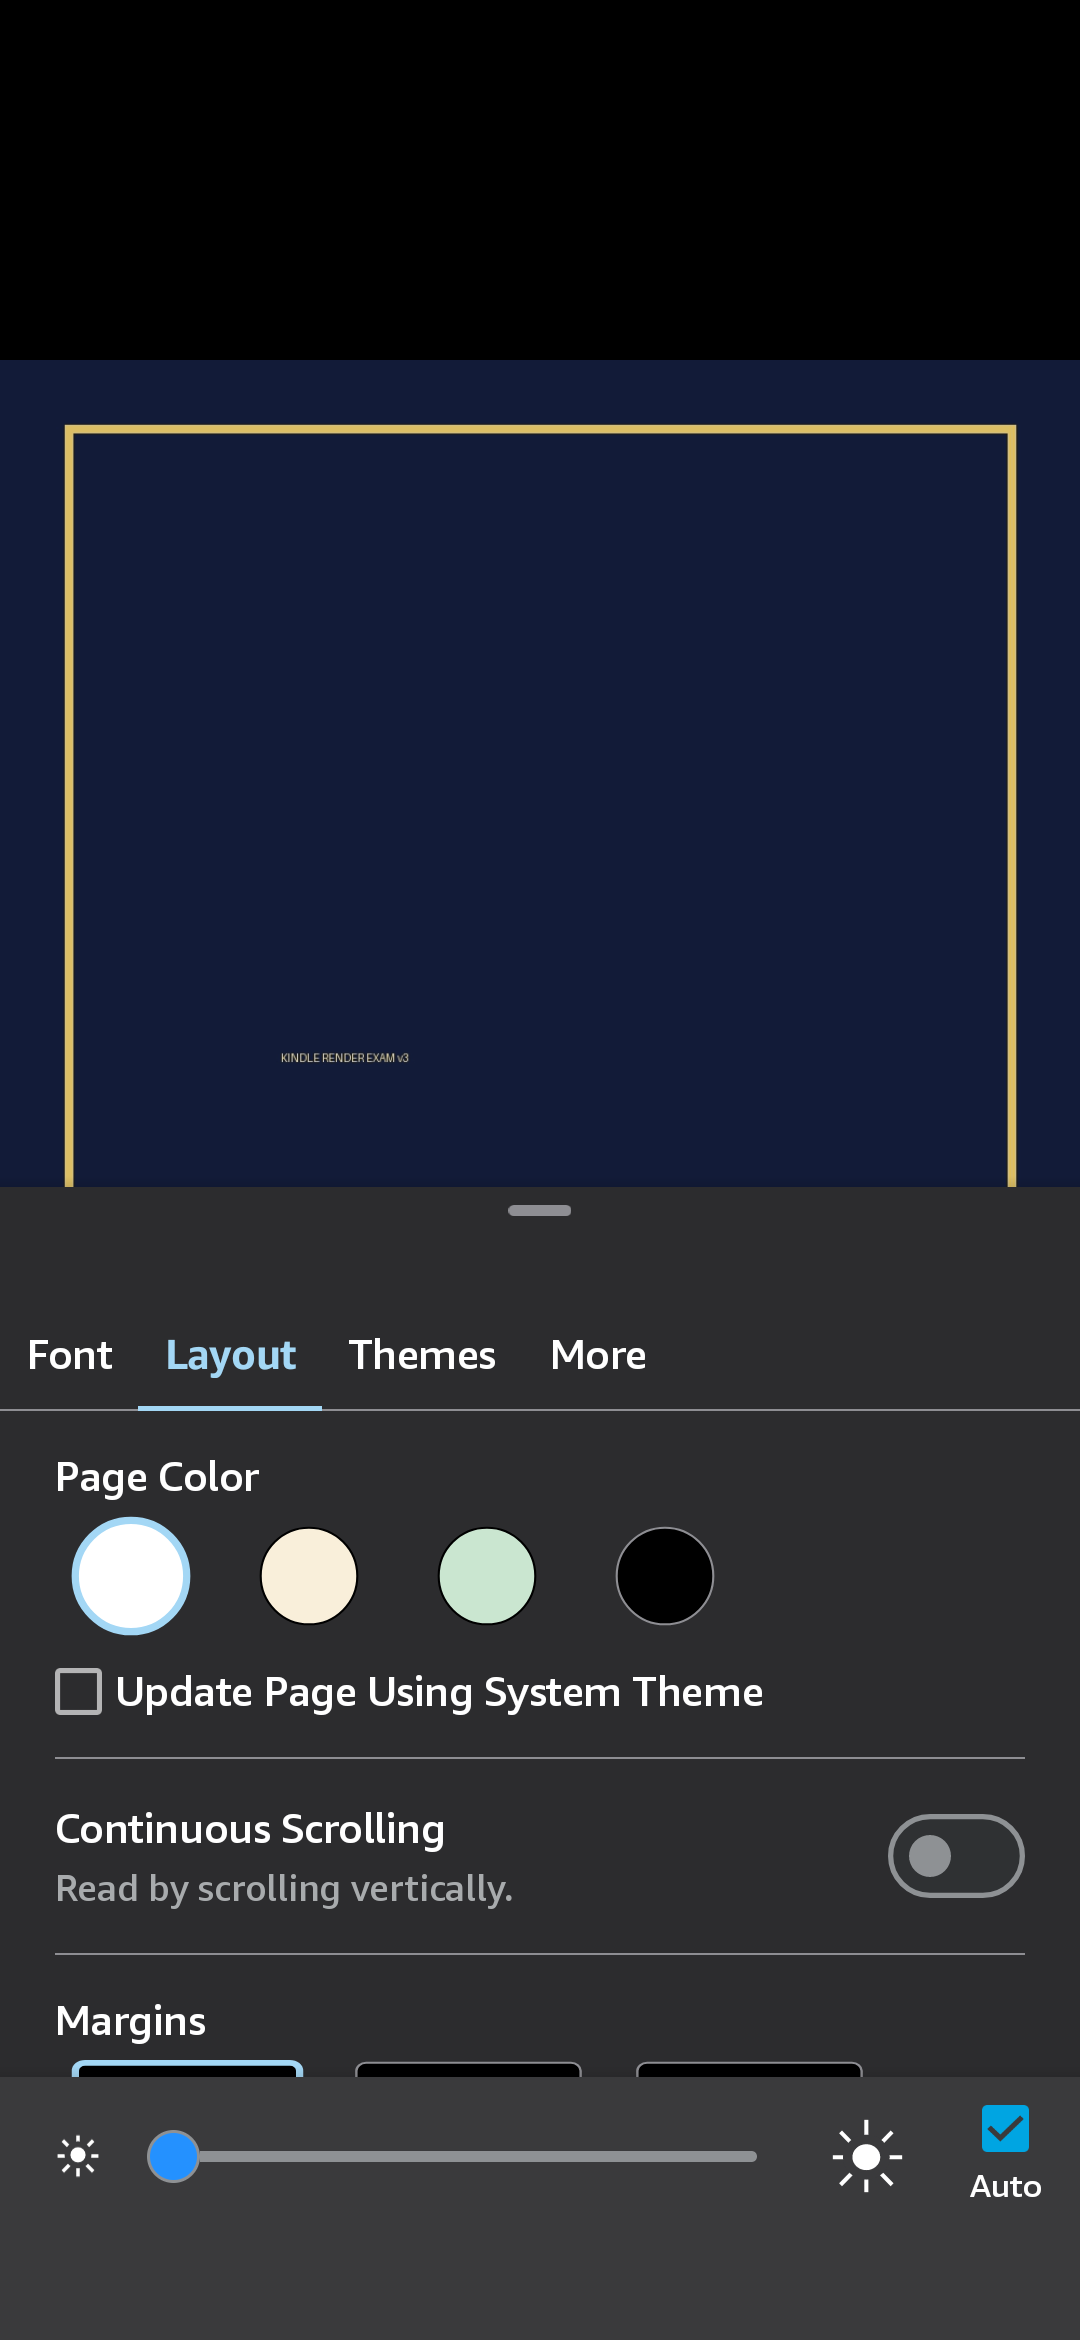 KINDLE RENDER EXAM v3
Font Layout Themes More
Page Color
Update Page Using System Theme
Continuous Scrolling
Read by scrolling vertically.
Margins
Auto